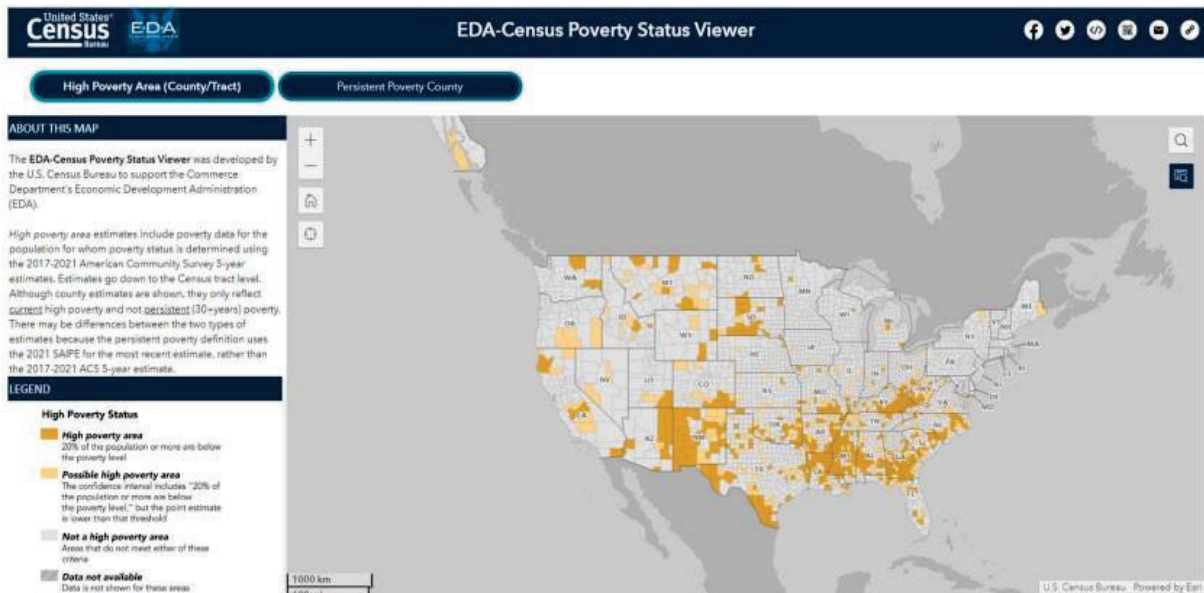 United States®
Census
Bureau
EDA
EDA-Census Poverty Status Viewer
High Poverty Area (County/Tract)
Persistent Poverty County
ABOUT THIS MAP
The EDA-Census Poverty Status Viewer was developed by
the U.S. Census Bureau to support the Commerce
Department's Economic Development Administration
(EDA).
High poverty area estimates include poverty data for the
population for whom poverty status is determined using
the 2017-2021 American Community Survey 5-year
estimates. Estimates go down to the Census tract level.
Although county estimates are shown, they only reflect
current high poverty and not persistent (30+years) poverty.
There may be differences between the two types of
estimates because the persistent poverty definition uses
the 2021 SAIPE for the most recent estimate, rather than
the 2017-2021 ACS 5-year estimate.
LEGEND
High Poverty Status
High poverty area
20% of the population or more are below
the poverty level
Possible high poverty area
The confidence interval includes "20% of
the population or more are below
the poverty level," but the point estimate
is lower than that threshold
Not a high poverty area
Areas that do not meet either of these
criteria
Data not available
Data is not shown for these areas
WA
MT
ND
MN
ME
OR
ID
SD
WI
MI
VT
NY
WY
MA
IA
PA
NV
UT
CO
KS
MO
IL
IN
OH
NJ
DE
MD
VA
KY
CA
AZ
NM
OK
AR
TN
NC
TX
LA
MS
AL
GA
FL
1000 km
U.S. Census Bureau Powered by Esri